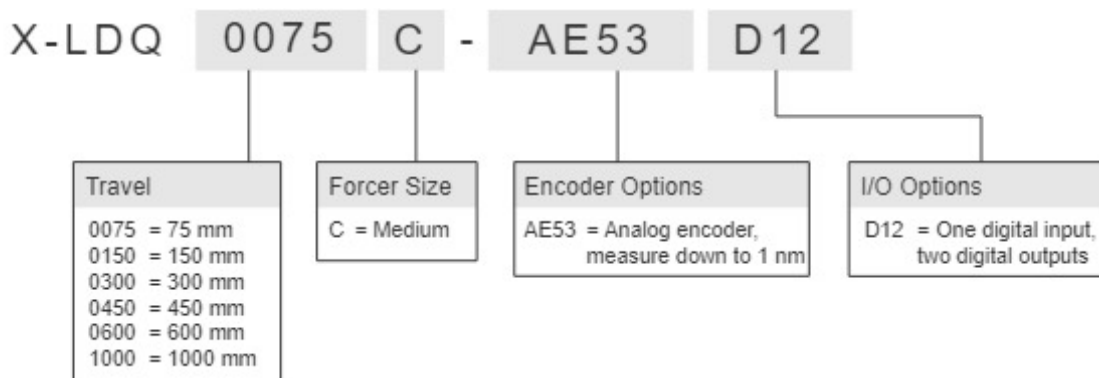 X-LDQ 0075 C - AE53 D12
Travel
0075 = 75 mm
0150 = 150 mm
0300 = 300 mm
0450 = 450 mm
0600 = 600 mm
1000 = 1000 mm
Forcer Size
C = Medium
Encoder Options
AE53 = Analog encoder,
measure down to 1 nm
I/O Options
D12 = One digital input,
two digital outputs